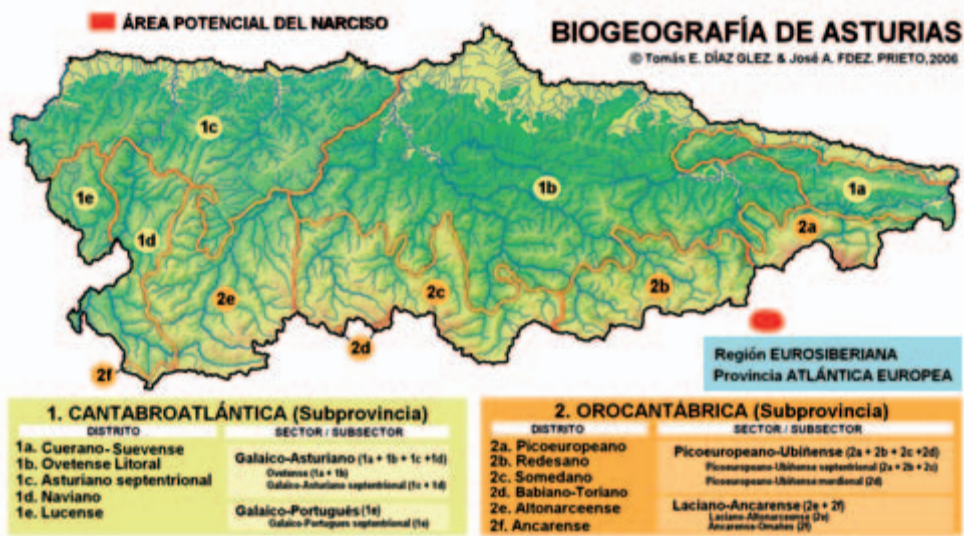 ÁREA POTENCIAL DEL NARCISO
BIOGEOGRAFÍA DE ASTURIAS
© Tomás E. DÍAZ GLEZ. & José A. FDEZ. PRIETO, 2006
1c
1e
1b
1a
1d
2a
2e
2c
2b
2d
2f
Región EUROSIBERIANA
Provincia ATLÁNTICA EUROPEA
1. CANTABROATLÁNTICA (Subprovincia)
DISTRITO
SECTOR / SUBSECTOR
1a. Cuerano-Suevense
1b. Ovetense Litoral
1c. Asturiano septentrional
1d. Naviano
1e. Lucense
Galaico-Asturiano (1a + 1b + 1c +1d)
Ovetense (1a + 1b)
Galaico-Asturiano septentrional (1c + 1d)
Galaico-Portugués (1e)
Galaico-Portugues septentrional (1e)
2. OROCANTÁBRICA (Subprovincia)
DISTRITO
SECTOR / SUBSECTOR
2a. Picoeuropeano
2b. Redesano
2c. Somedano
2d. Babiano-Toriano
2e. Altonarceense
2f. Ancarense
Picoeuropeano-Ubiñense (2a + 2b + 2c +2d)
Picoeuropeano-Ubiñense septentrional (2a + 2b + 2c)
Picoeuropeano-Ubiñense meridional (2d)
Laciano-Ancarense (2e + 2f)
Laciano-Altonarceense (2e)
Ancarense-Omañes (2f)